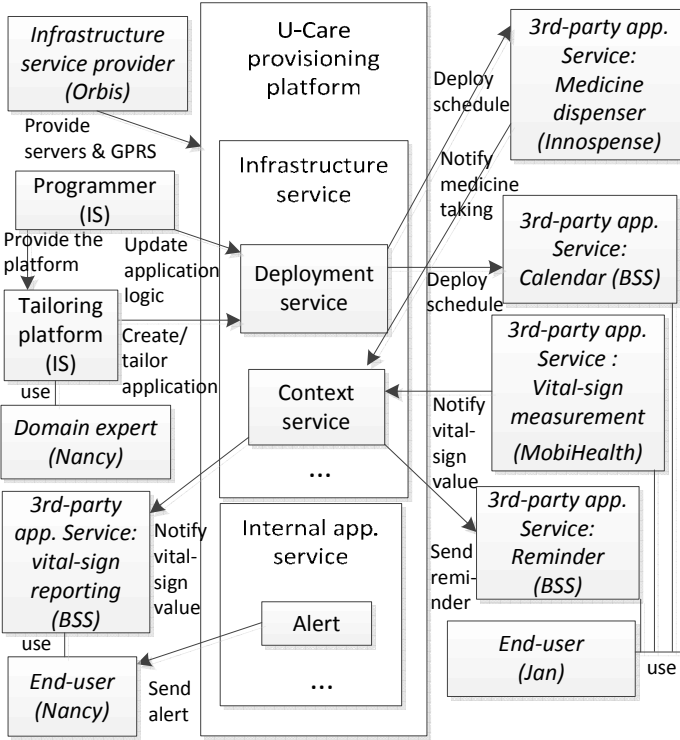 Infrastructure
service provider
(Orbis)
Provide
servers & GPRS
Programmer
(IS)
Provide the
platform
Update
application
logic
Tailoring
platform
(IS)
Create/
tailor
application
use
Domain expert
(Nancy)
3rd-party
app. Service:
vital-sign
reporting
(BSS)
Notify
vital-
sign
value
use
End-user
(Nancy)
Send
alert
U-Care
provisioning
platform
Infrastructure
service
Deployment
service
Context
service
...
Internal app.
service
Alert
...
Deploy
schedule
Notify
medicine
taking
3rd-party app.
Service:
Medicine
dispenser
(Innospense)
3rd-party app.
Service:
Calendar (BSS)
Deploy
schedule
3rd-party app.
Service :
Vital-sign
measurement
(MobiHealth)
Notify
vital-
sign
value
3rd-party app.
Service:
Reminder
(BSS)
Send
remi-
nder
End-user
(Jan)
use